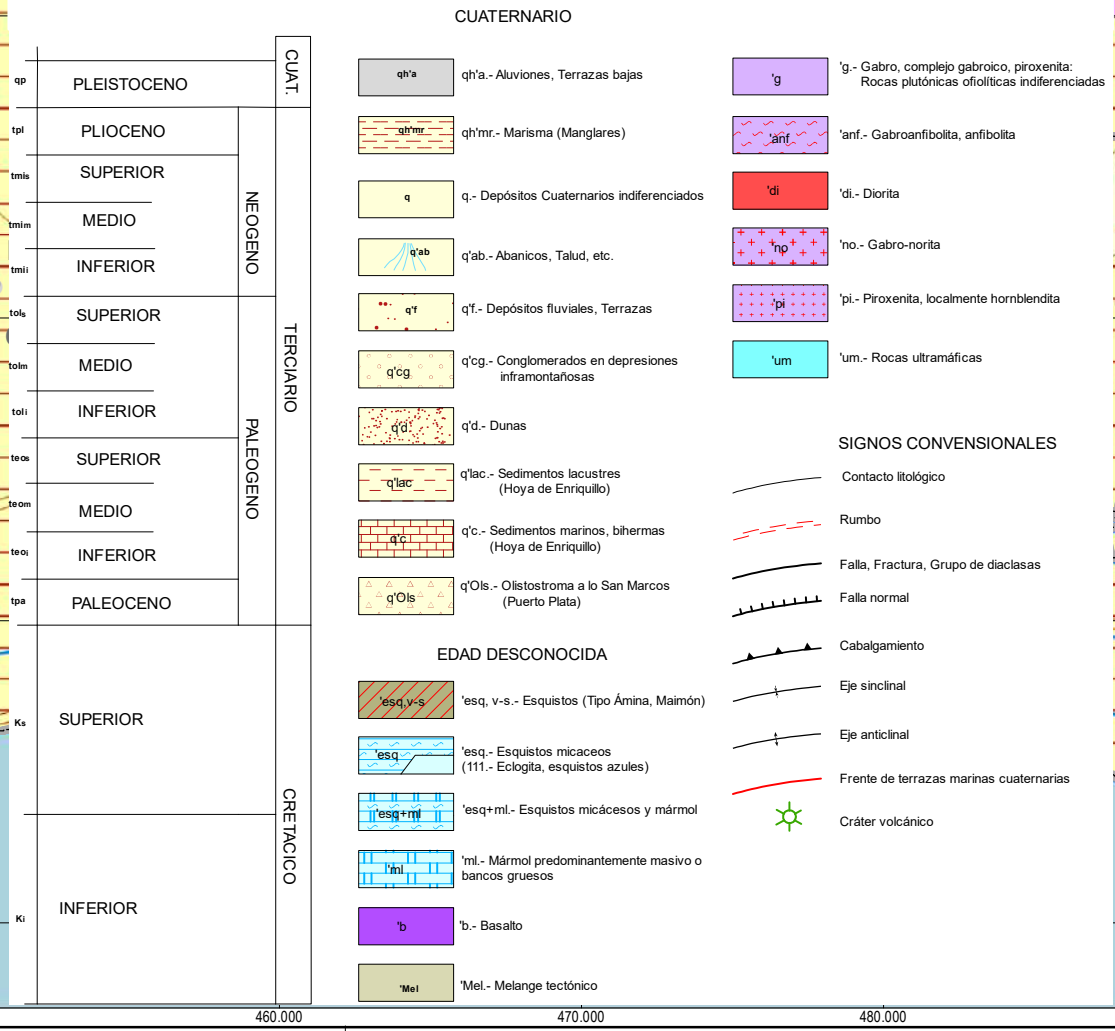 CUATERNARIO
qp
PLEISTOCENO
CUAT.
tpl
PLIOCENO
tmis
SUPERIOR
tmim
MEDIO
tmii
INFERIOR
NEOGENO
tols
SUPERIOR
tolm
MEDIO
toli
INFERIOR
teos
SUPERIOR
teom
MEDIO
teoi
INFERIOR
tpa
PALEOCENO
PALEOGENO
TERCIARIO
Ks
SUPERIOR
Ki
INFERIOR
CRETACICO
qh'a
qh'a.- Aluviones, Terrazas bajas
qh'mr
qh'mr.- Marisma (Manglares)
q
q.- Depósitos Cuaternarios indiferenciados
q'ab
q'ab.- Abanicos, Talud, etc.
q'f
q'f.- Depósitos fluviales, Terrazas
q'cg
q'cg.- Conglomerados en depresiones
inframontañosas
q'd
q'd.- Dunas
q'lac
q'lac.- Sedimentos lacustres
(Hoya de Enriquillo)
q'c
q'c.- Sedimentos marinos, bihermas
(Hoya de Enriquillo)
q'Ols
q'Ols.- Olistostroma a lo San Marcos
(Puerto Plata)
EDAD DESCONOCIDA
'esq,v-s
'esq, v-s.- Esquistos (Tipo Ámina, Maimón)
'esq
'esq.- Esquistos micaceos
(111.- Eclogita, esquistos azules)
'esq+ml
'esq+ml.- Esquistos micáceos y mármol
'ml
'ml.- Mármol predominantemente masivo o
bancos gruesos
'b
'b.- Basalto
'Mel
'Mel.- Melange tectónico
'g
'g.- Gabro, complejo gabroico, piroxenita:
Rocas plutónicas ofiolíticas indiferenciadas
'anf
'anf.- Gabroanfibolita, anfibolita
'di
'di.- Diorita
'no
'no.- Gabro-norita
'pi
'pi.- Piroxenita, localmente hornblendita
'um
'um.- Rocas ultramáficas
SIGNOS CONVENSIONALES
Contacto litológico
Rumbo
Falla, Fractura, Grupo de diaclasas
Falla normal
Cabalgamiento
Eje sinclinal
Eje anticlinal
Frente de terrazas marinas cuaternarias
Cráter volcánico
460.000
470.000
480.000